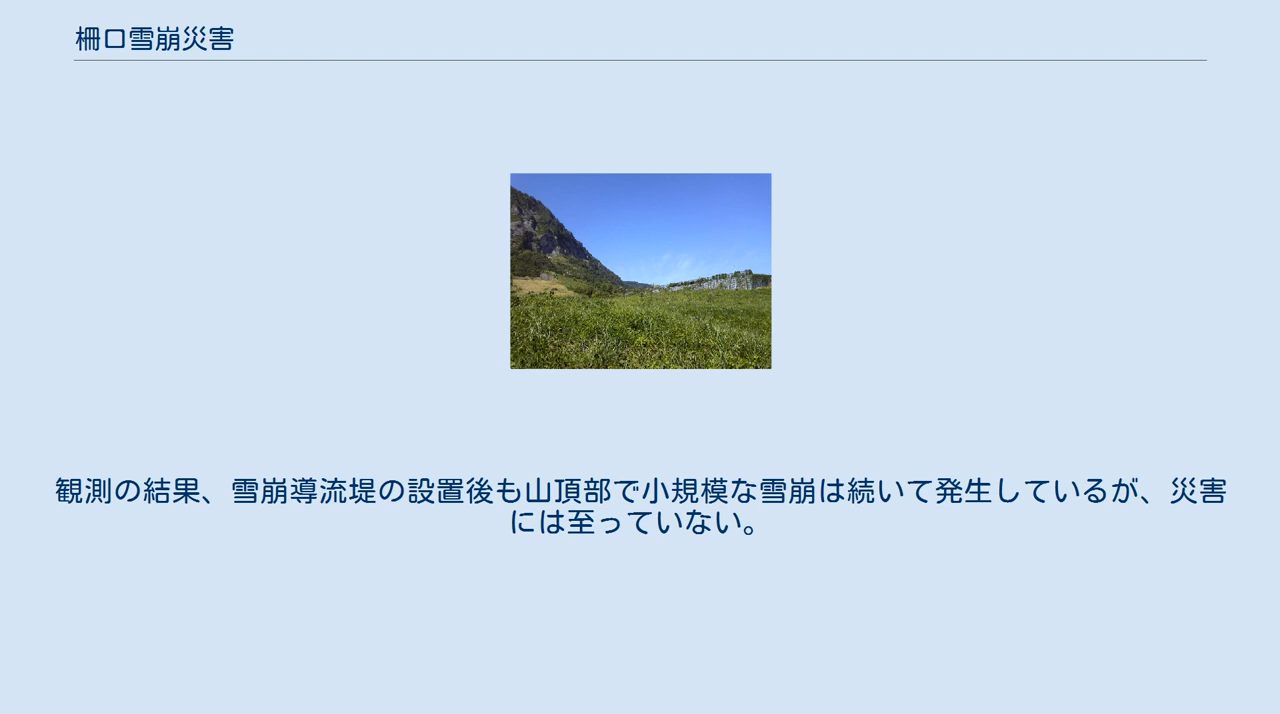 柵口雪崩災害
観測の結果、雪崩導流堤の設置後も山頂部で小規模な雪崩は続いて発生しているが、災害
には至っていない。